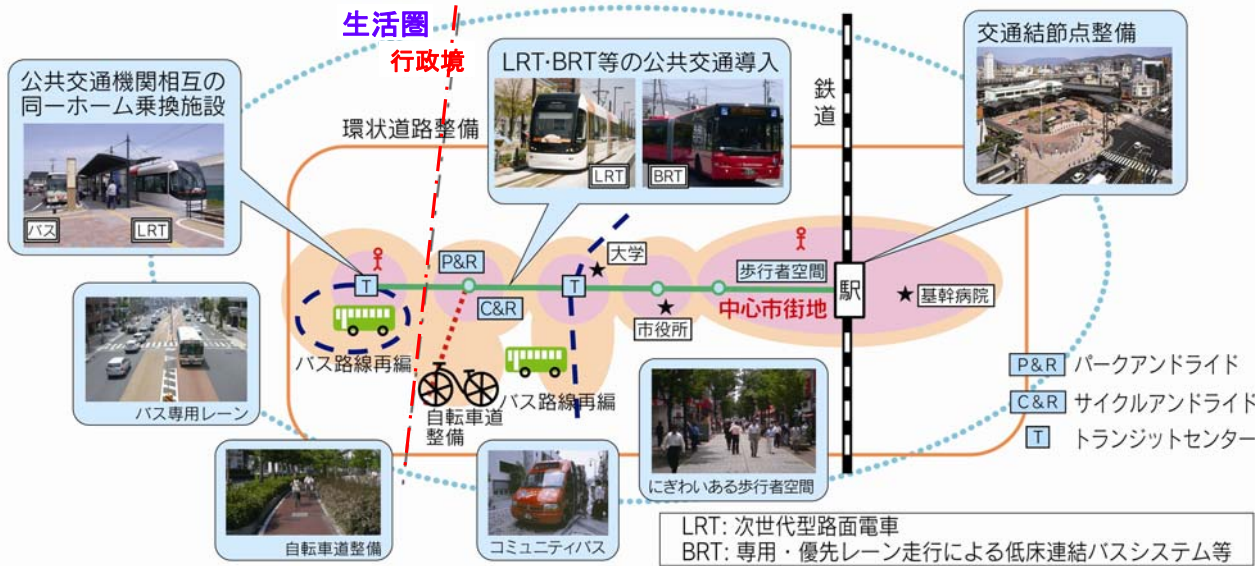 生活圏
行政境
公共交通機関相互の
同一ホーム乗換施設
バス
LRT
環状道路整備
LRT・BRT等の公共交通導入
LRT
BRT
鉄道
交通結節点整備
P&R
大学
歩行者空間
T
T
C&R
駅
中心市街地
基幹病院
市役所
バス路線再編
バス路線再編
自転車道
整備
バス専用レーン
P&R パークアンドライド
C&R サイクルアンドライド
T トランジットセンター
にぎわいある歩行者空間
自転車道整備
コミュニティバス
LRT: 次世代型路面電車
BRT: 専用・優先レーン走行による低床連結バスシステム等